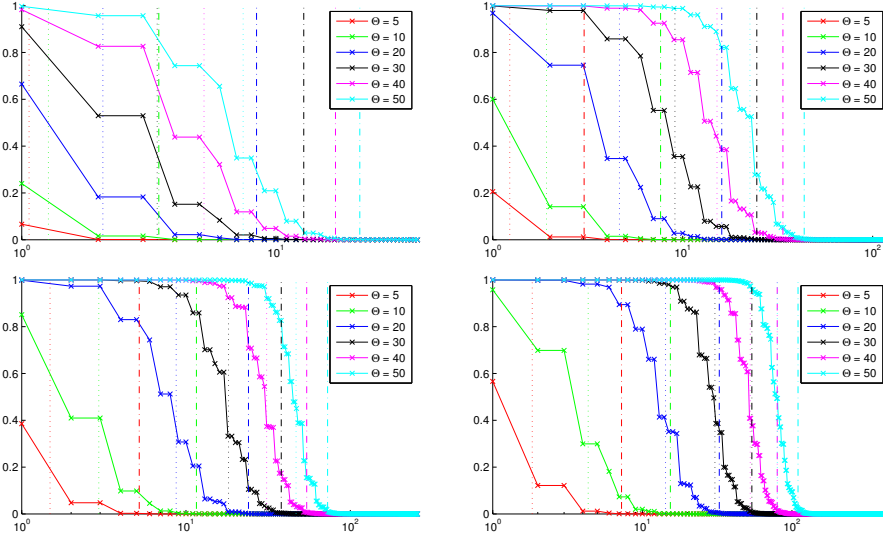 1
0.8
0.6
0.4
0.2
0
10^0
10^1
Θ = 5
Θ = 10
Θ = 20
Θ = 30
Θ = 40
Θ = 50
1
0.8
0.6
0.4
0.2
0
10^0
10^1
10^2
Θ = 5
Θ = 10
Θ = 20
Θ = 30
Θ = 40
Θ = 50
1
0.8
0.6
0.4
0.2
0
10^0
10^1
10^2
Θ = 5
Θ = 10
Θ = 20
Θ = 30
Θ = 40
Θ = 50
1
0.8
0.6
0.4
0.2
0
10^0
10^1
10^2
Θ = 5
Θ = 10
Θ = 20
Θ = 30
Θ = 40
Θ = 50